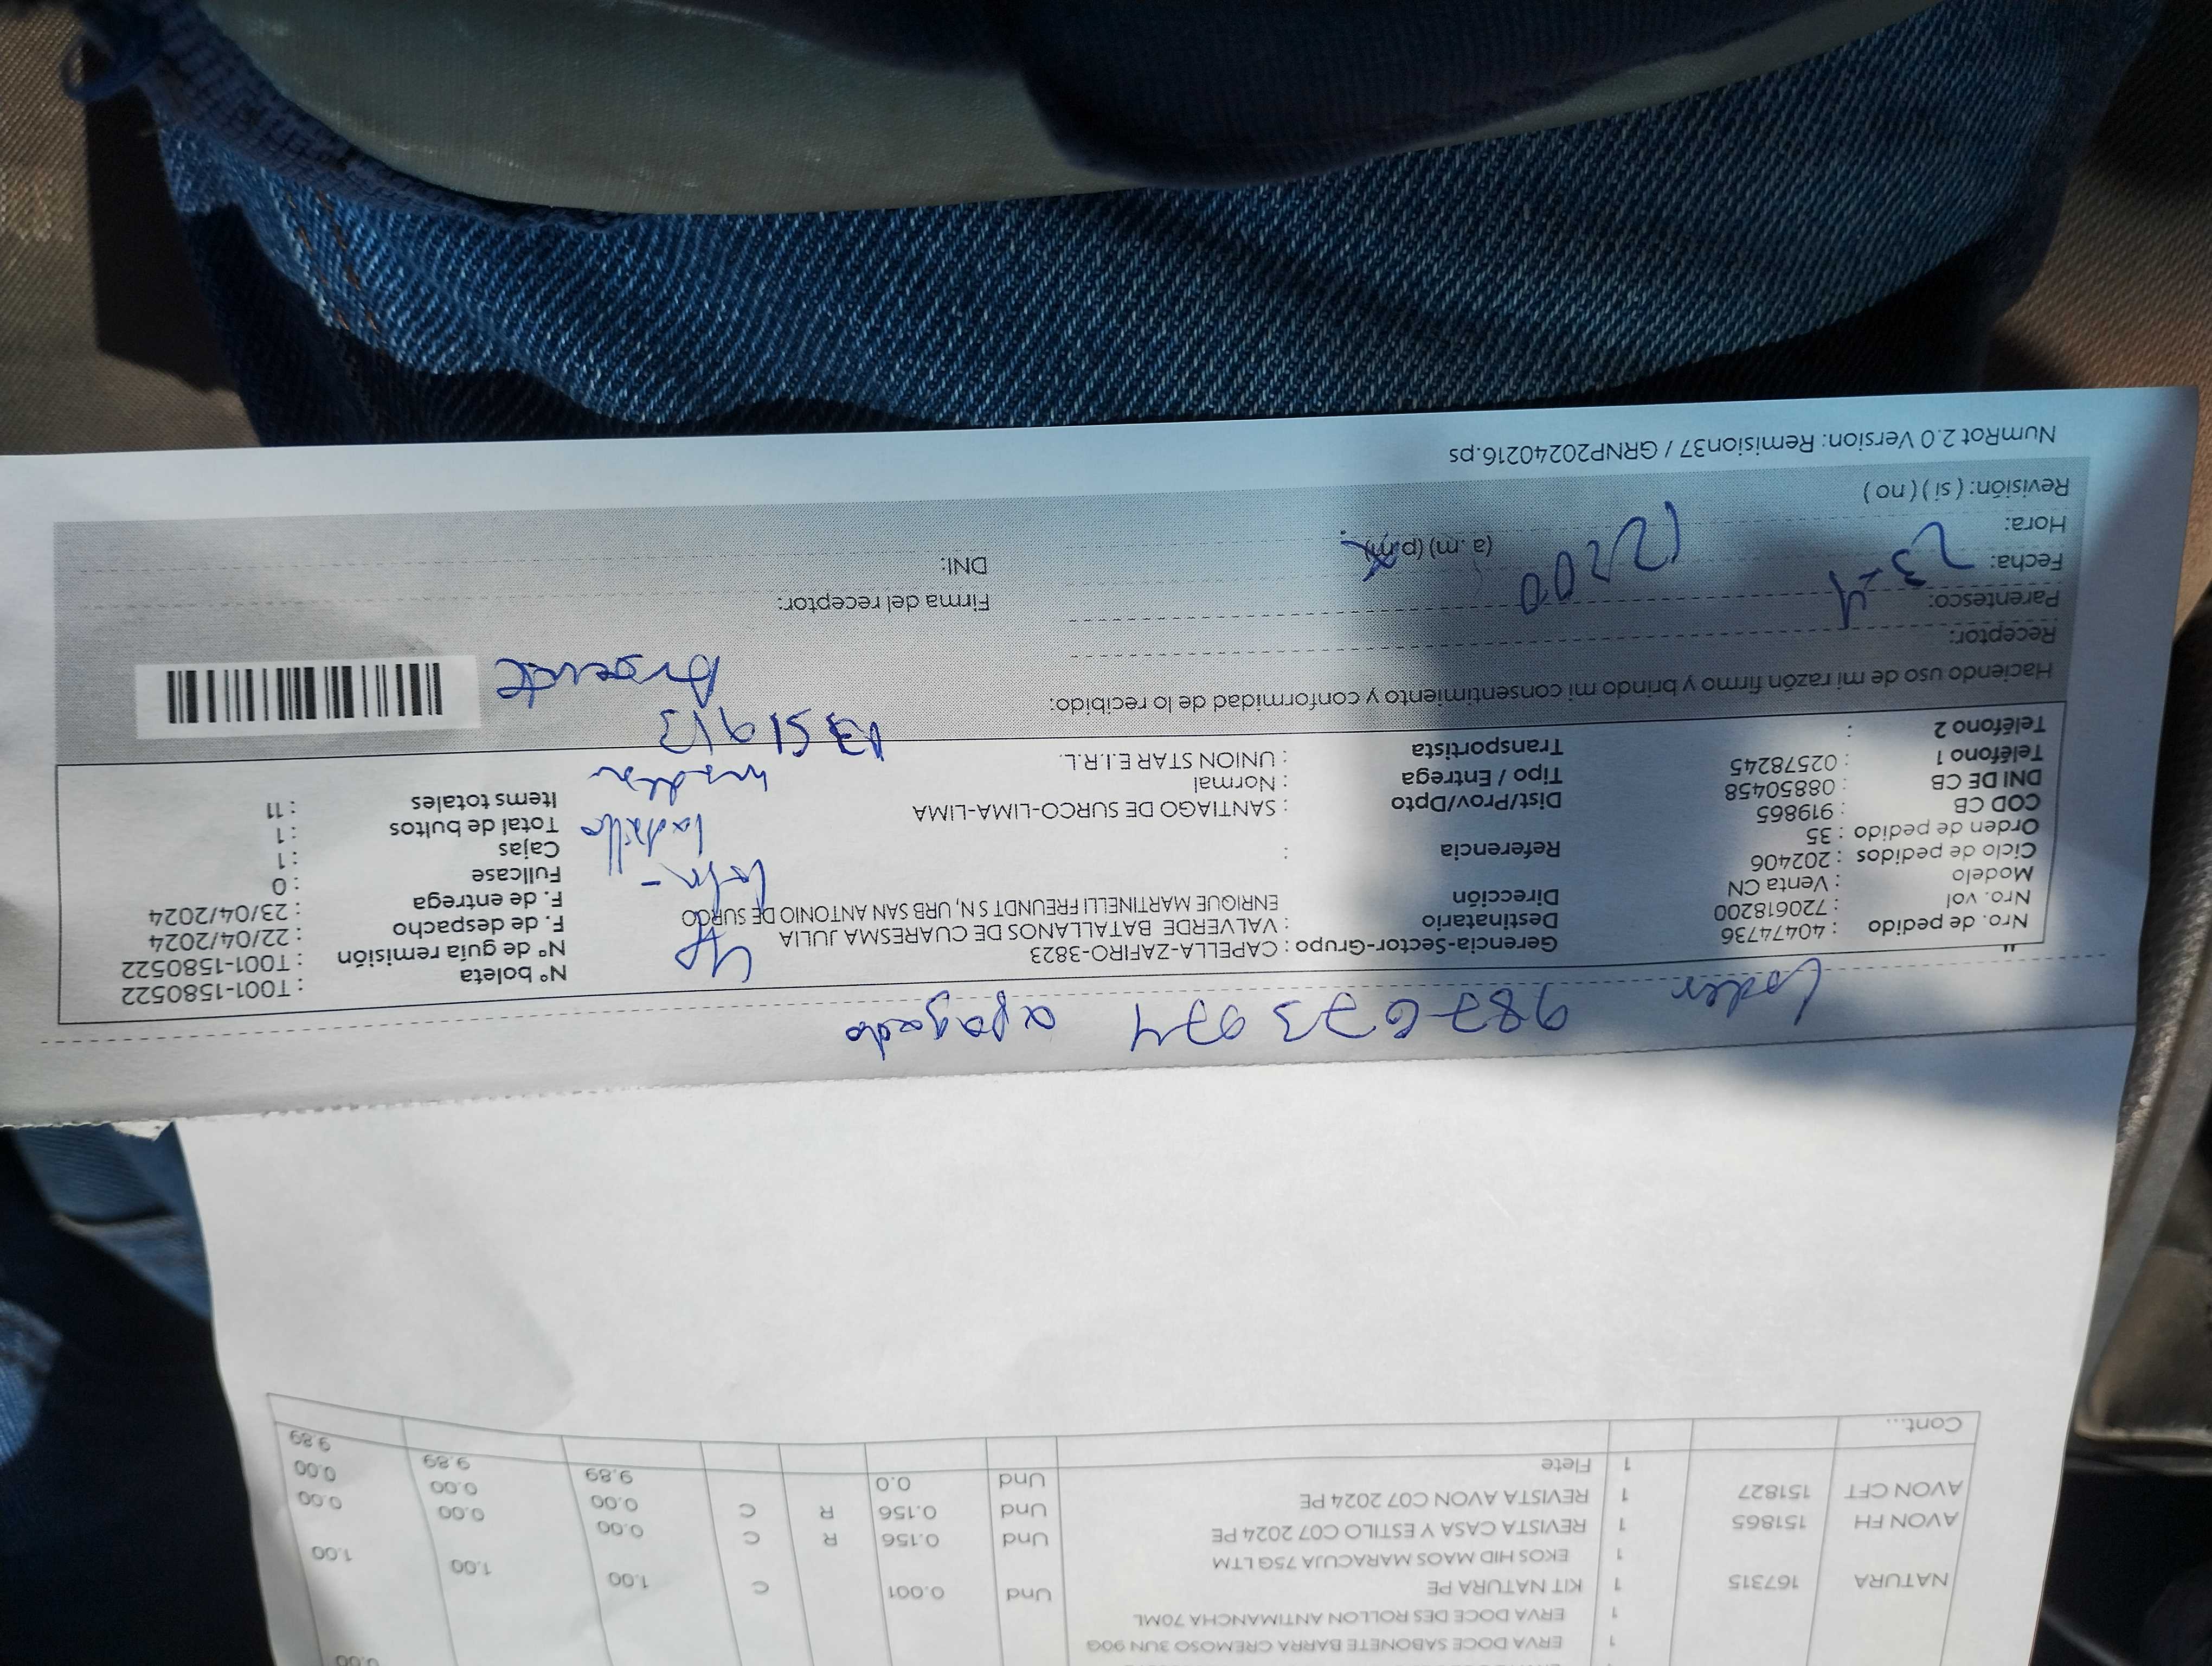 ERVA DOCE SABONETE BARRA CREMOSO 3UN 90G 0.00
1 ERVA DOCE DES ROLLON ANTIMANCHA 70ML
NATURA 167315 1 KIT NATURA PE Und 0.001 C 1.00 1.00 1.00
1 EKOS HID MAOS MARACUJA 75G LTM
AVON FH 151865 1 REVISTA CASA Y ESTILO C07 2024 PE Und 0.156 R C 0.00 0.00 0.00
AVON CFT 151827 1 REVISTA AVON C07 2024 PE Und 0.156 R C 0.00 0.00 0.00
1 Flete Und 0.0 9.89 9.89 9.89
Cont...
987673974 apagado
Nro. de pedido : 40474736 Gerencia-Sector-Grupo : CAPELLA-ZAFIRO-3823 N° boleta : T001-1580522
Nro. vol : 720618200 Destinatario : VALVERDE BATALLANOS DE CUARESMA JULIA N° de guía remisión : T001-1580522
Modelo : Venta CN Dirección ENRIQUE MARTINELLI FREUNDT S N, URB SAN ANTONIO DE SURCO F. de despacho : 22/04/2024
Ciclo de pedidos : 202406 Referencia : F. de entrega : 23/04/2024
Orden de pedido : 35 Fullcase : 0
COD CB : 919865 Dist/Prov/Dpto : SANTIAGO DE SURCO-LIMA-LIMA ladrillo Cajas : 1
DNI DE CB : 08850458 Tipo / Entrega : Normal Total de bultos : 1
Teléfono 1 : 02578245 Transportista : UNION STAR E.I.R.L. madera Items totales : 11
Teléfono 2 :
1351913
Haciendo uso de mi razón firmo y brindo mi consentimiento y conformidad de lo recibido:
Ausente
Receptor:
Parentesco: Firma del receptor:
Fecha: 23-4
Hora: 1200 (a.m) (p.m) DNI:
Revisión: ( si ) ( no )
NumRot 2.0 Version: Remision37 / GRNP20240216.ps